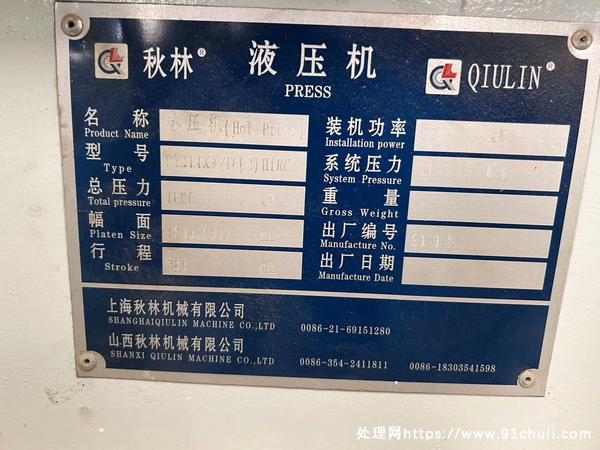 秋林® 液压机 QIULIN®
PRESS
名称 压机(Hot Press)
Product Name
型号
Type
总压力 1600 kN
Total pressure
幅面 mm
Platen Size
行程 mm
Stroke
装机功率 kW
Installation power
系统压力
System Pressure
重量
Gross Weight
出厂编号
Manufacture No.
出厂日期
Manufacture Date
上海秋林机械有限公司
SHANGHAIQIULIN MACHINE CO.,LTD 0086-21-69151280
山西秋林机械有限公司
SHANXI QIULIN MACHINE CO.,LTD 0086-354-2411811 0086-18303541598
处理网https://www.91chuli.com